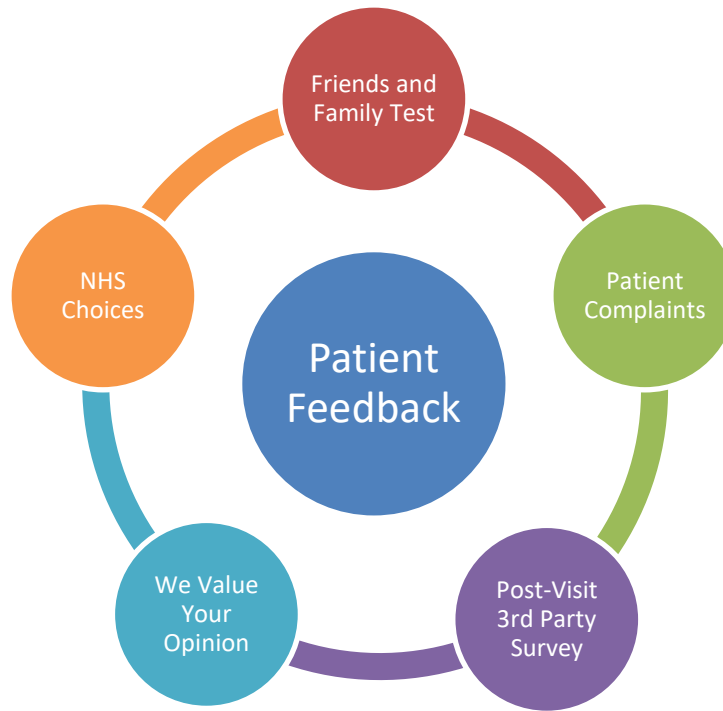 Friends and
Family Test
NHS
Choices
Patient
Complaints
Patient
Feedback
We Value
Your
Opinion
Post-Visit
3rd Party
Survey